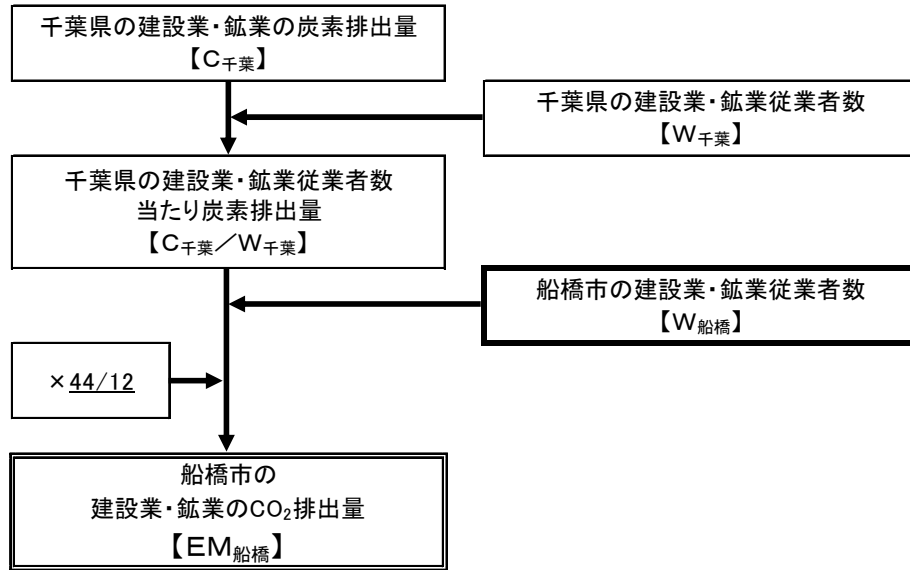 千葉県の建設業・鉱業の炭素排出量
【C千葉】
千葉県の建設業・鉱業従業者数
【W千葉】
千葉県の建設業・鉱業従業者数
当たり炭素排出量
【C千葉／W千葉】
船橋市の建設業・鉱業従業者数
【W船橋】
×44/12
船橋市の
建設業・鉱業のCO₂排出量
【EM船橋】